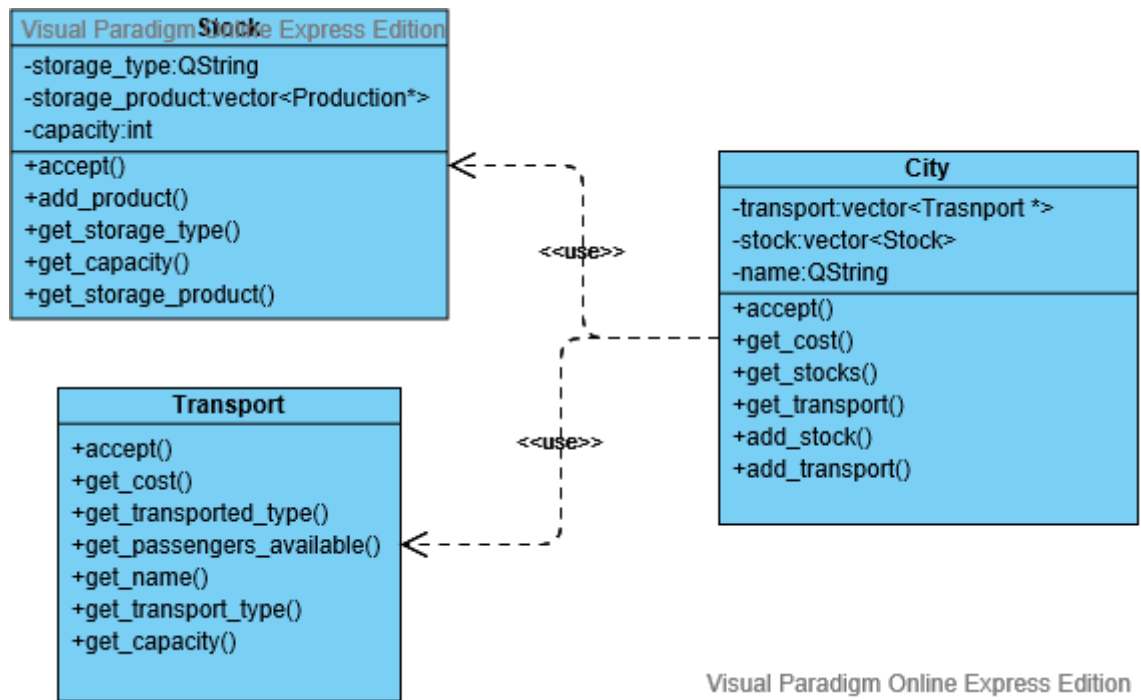 Visual Paradigm Online Express Edition
Stock
-storage_type:QString
-storage_product:vector<Production*>
-capacity:int
+accept()
+add_product()
+get_storage_type()
+get_capacity()
+get_storage_product()
City
-transport:vector<Trasnport *>
-stock:vector<Stock>
-name:QString
+accept()
+get_cost()
+get_stocks()
+get_transport()
+add_stock()
+add_transport()
<<use>>
<<use>>
Transport
+accept()
+get_cost()
+get_transported_type()
+get_passengers_available()
+get_name()
+get_transport_type()
+get_capacity()
Visual Paradigm Online Express Edition